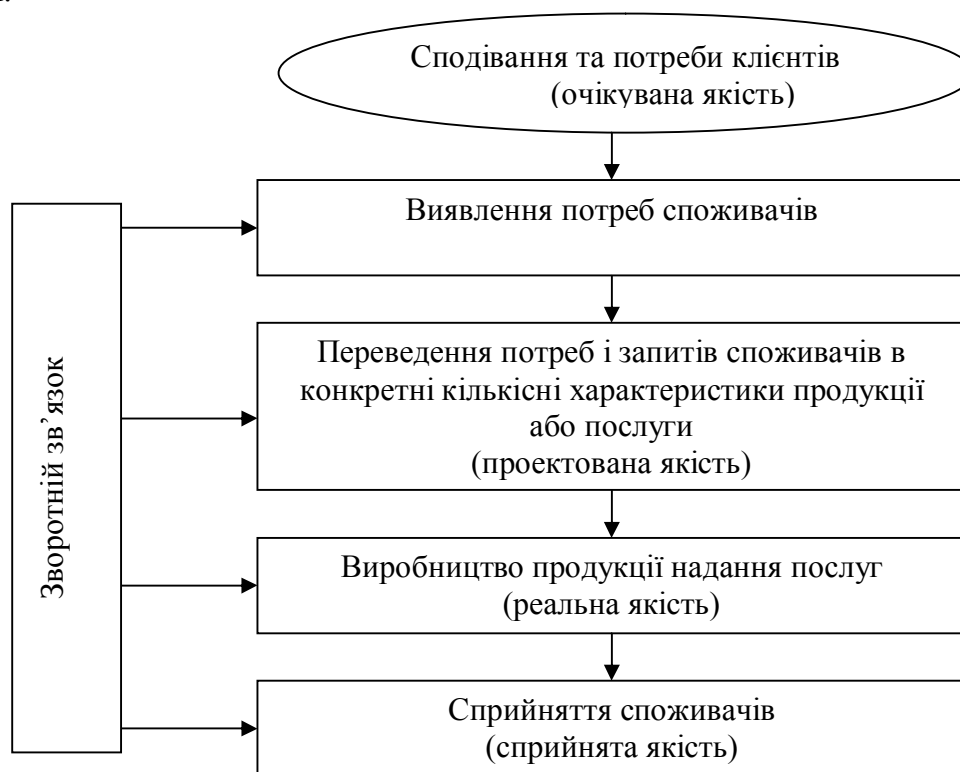 Сподівання та потреби клієнтів
(очікувана якість)
Виявлення потреб споживачів
Переведення потреб і запитів споживачів в
конкретні кількісні характеристики продукції
або послуги
(проектована якість)
Виробництво продукції надання послуг
(реальна якість)
Сприйняття споживачів
(сприйнята якість)
Зворотній зв’язок